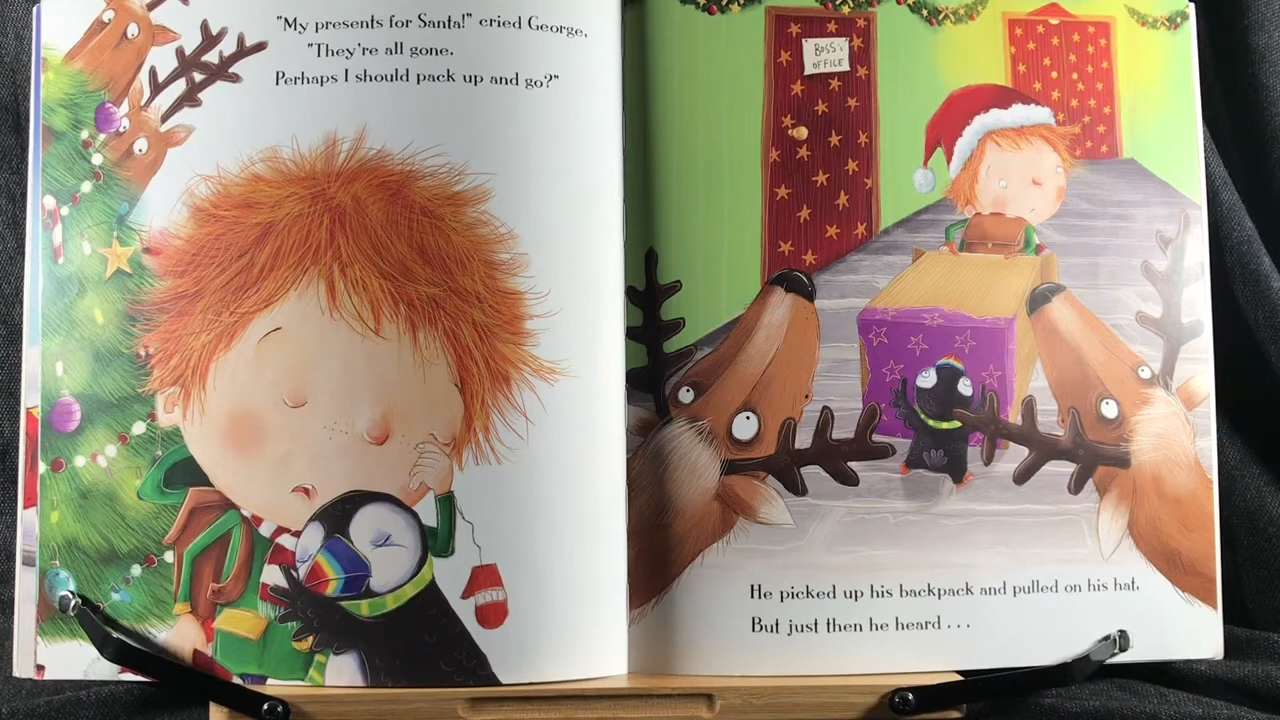 "My presents for Santa!" cried George,
"They're all gone.
Perhaps I should pack up and go?"
BOSS's
OFFICE
He picked up his backpack and pulled on his hat,
But just then he heard . . .